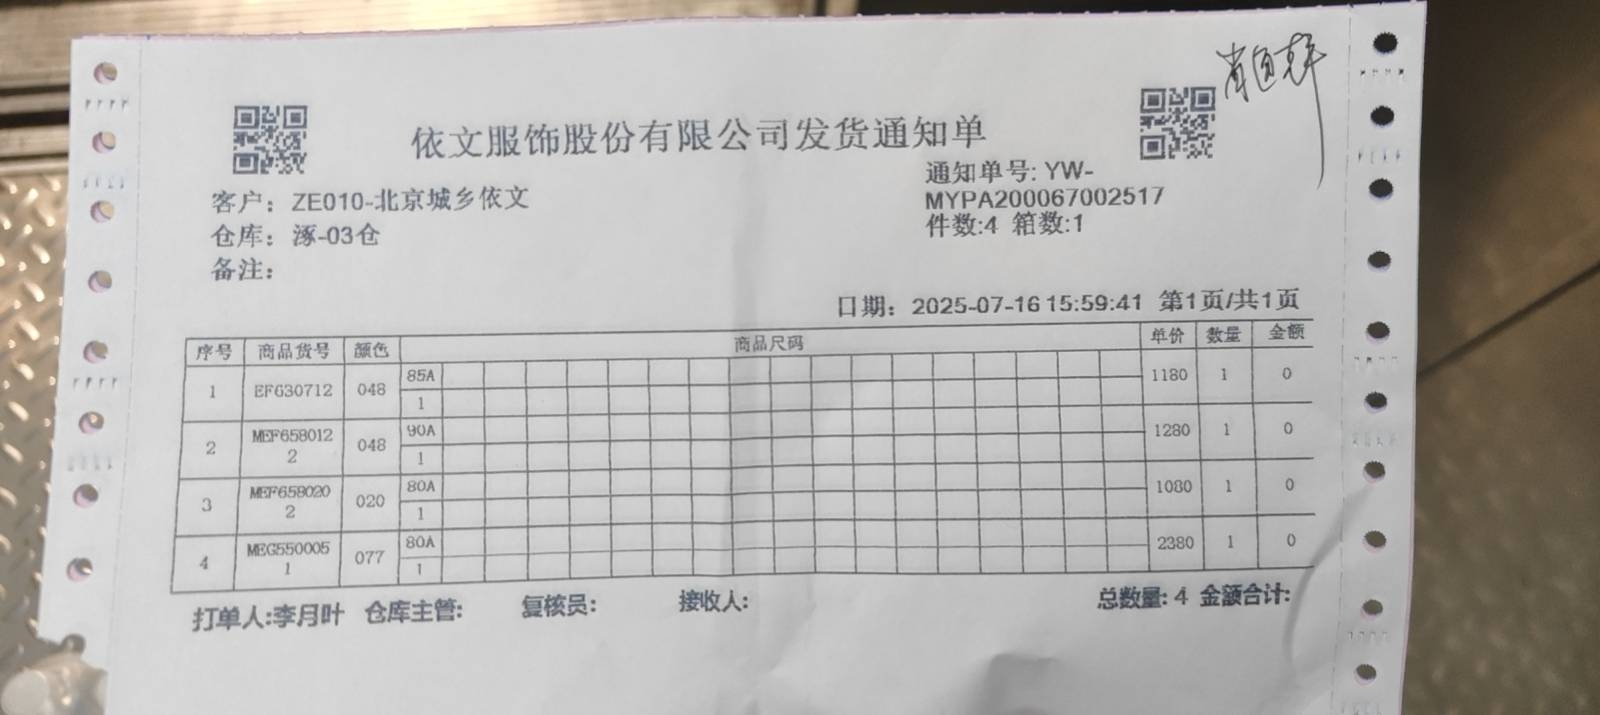 依文服饰股份有限公司发货通知单
通知单号: YW-
MYPA200067002517
件数:4 箱数:1
客户: ZE010-北京城乡依文
仓库: 涿-03仓
备注:
日期: 2025-07-16 15:59:41 第1页/共1页
序号 商品货号 颜色 商品尺码 单价 数量 金额
1 EF630712 048 85A 1 1180 1 0
2 MEF6580122 048 90A 1 1280 1 0
3 MEF6590202 020 80A 1 1080 1 0
4 MEG5500051 077 80A 1 2380 1 0
打单人:李月叶 仓库主管: 复核员: 接收人: 总数量: 4 金额合计: